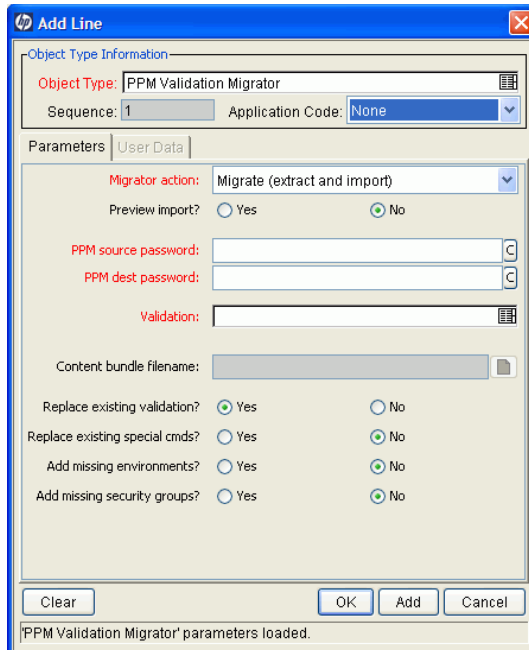 hp Add Line
Object Type Information
Object Type: PPM Validation Migrator
Sequence: 1 Application Code: None
Parameters User Data
Migrator action: Migrate (extract and import)
Preview import? Yes No
PPM source password: C
PPM dest password: C
Validation:
Content bundle filename:
Replace existing validation? Yes No
Replace existing special cmds? Yes No
Add missing environments? Yes No
Add missing security groups? Yes No
Clear OK Add Cancel
'PPM Validation Migrator' parameters loaded.